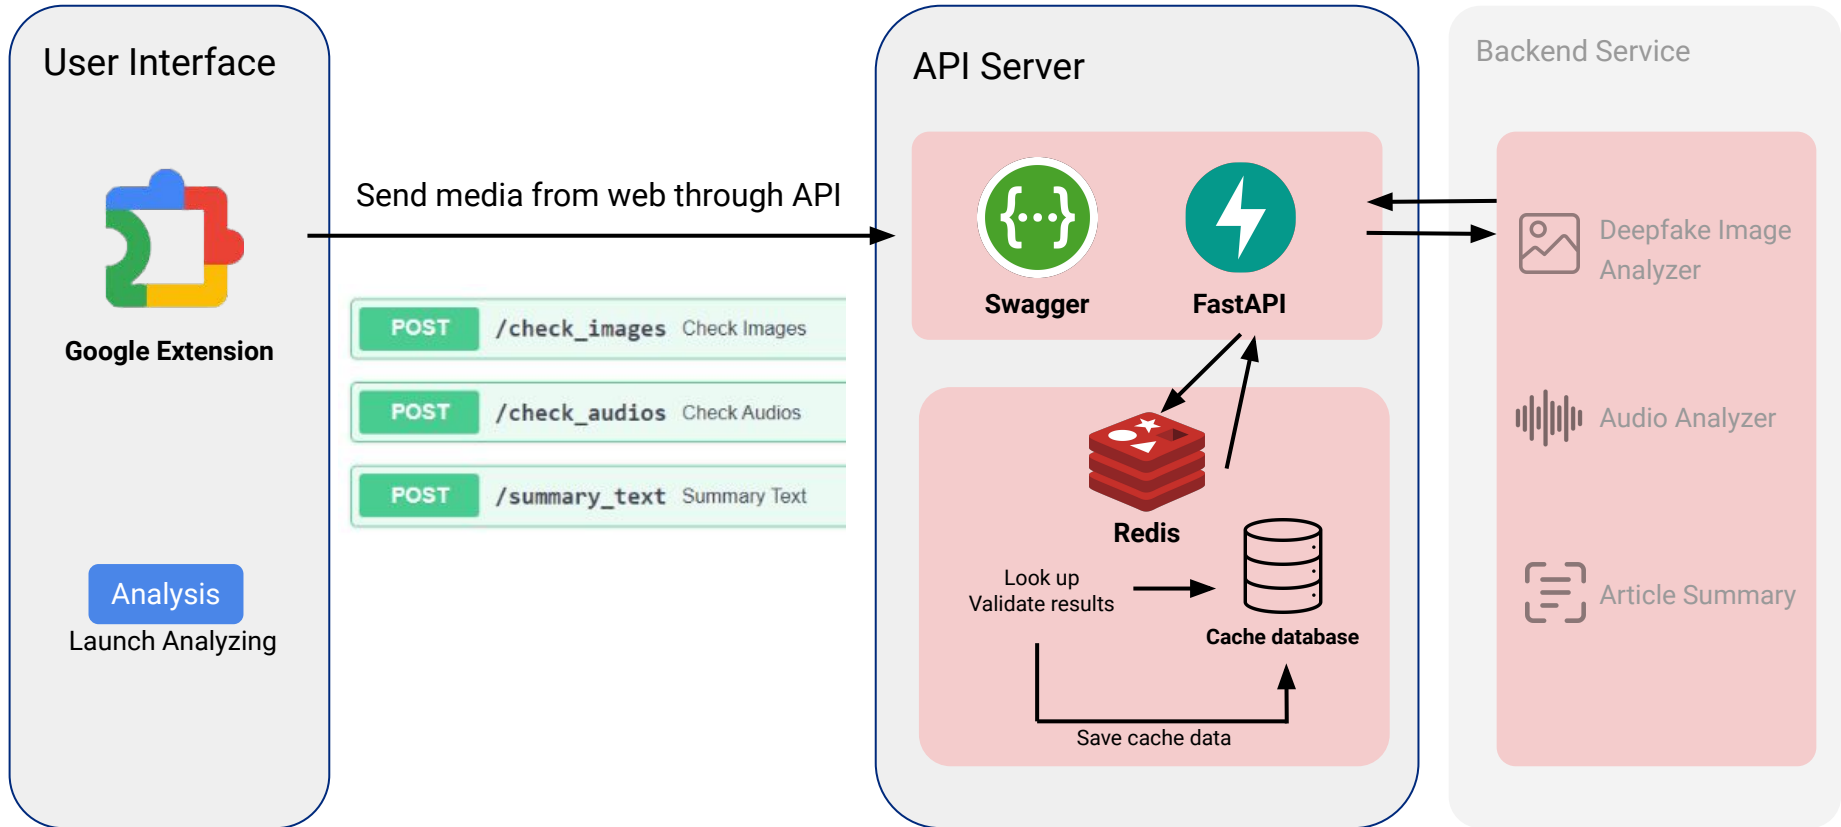 User Interface
Google Extension
Analysis
Launch Analyzing
Send media from web through API
POST /check_images Check Images
POST /check_audios Check Audios
POST /summary_text Summary Text
API Server
{...}
Swagger
FastAPI
Redis
Look up
Validate results
Cache database
Save cache data
Backend Service
Deepfake Image
Analyzer
Audio Analyzer
Article Summary